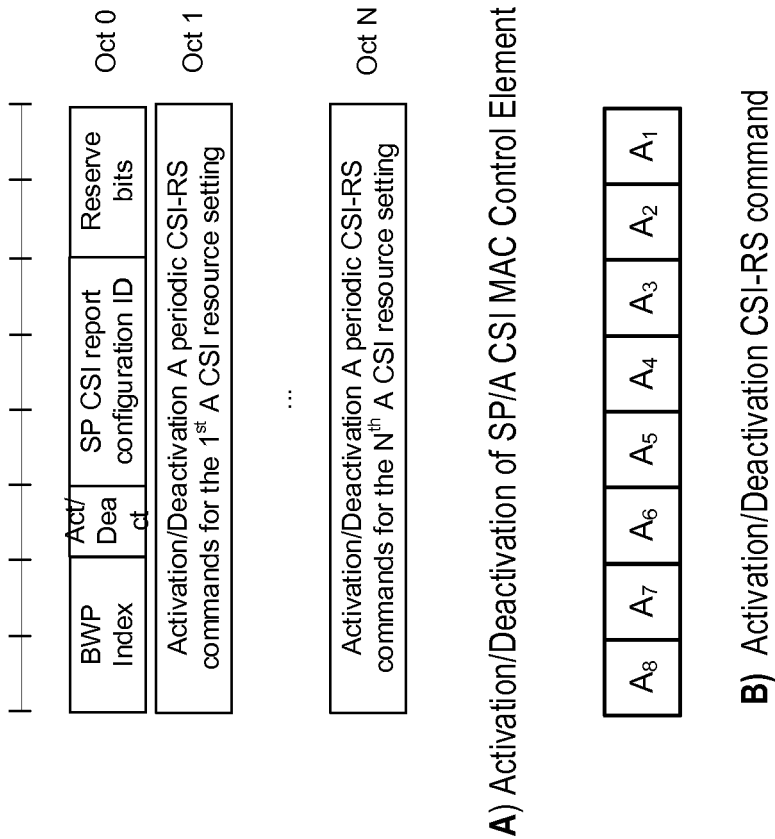 BWP
Index
Act/
Dea
ct
SP CSI report
configuration ID
Reserve
bits
Oct 0
Activation/Deactivation A periodic CSI-RS
commands for the 1st A CSI resource setting
Oct 1
...
Activation/Deactivation A periodic CSI-RS
commands for the Nth A CSI resource setting
Oct N
A) Activation/Deactivation of SP/A CSI MAC Control Element
A8 A7 A6 A5 A4 A3 A2 A1
B) Activation/Deactivation CSI-RS command